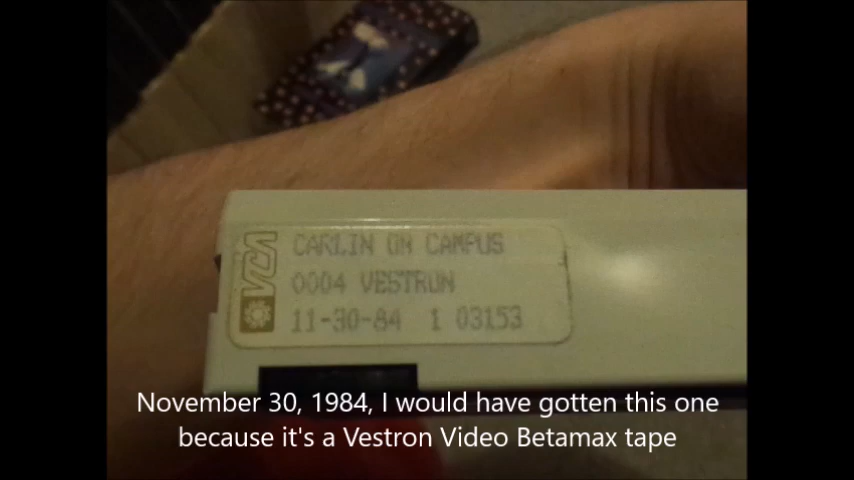 VCA
CARLIN ON CAMPUS
0004 VESTRON
11-30-84 1 03153
November 30, 1984, I would have gotten this one
because it's a Vestron Video Betamax tape